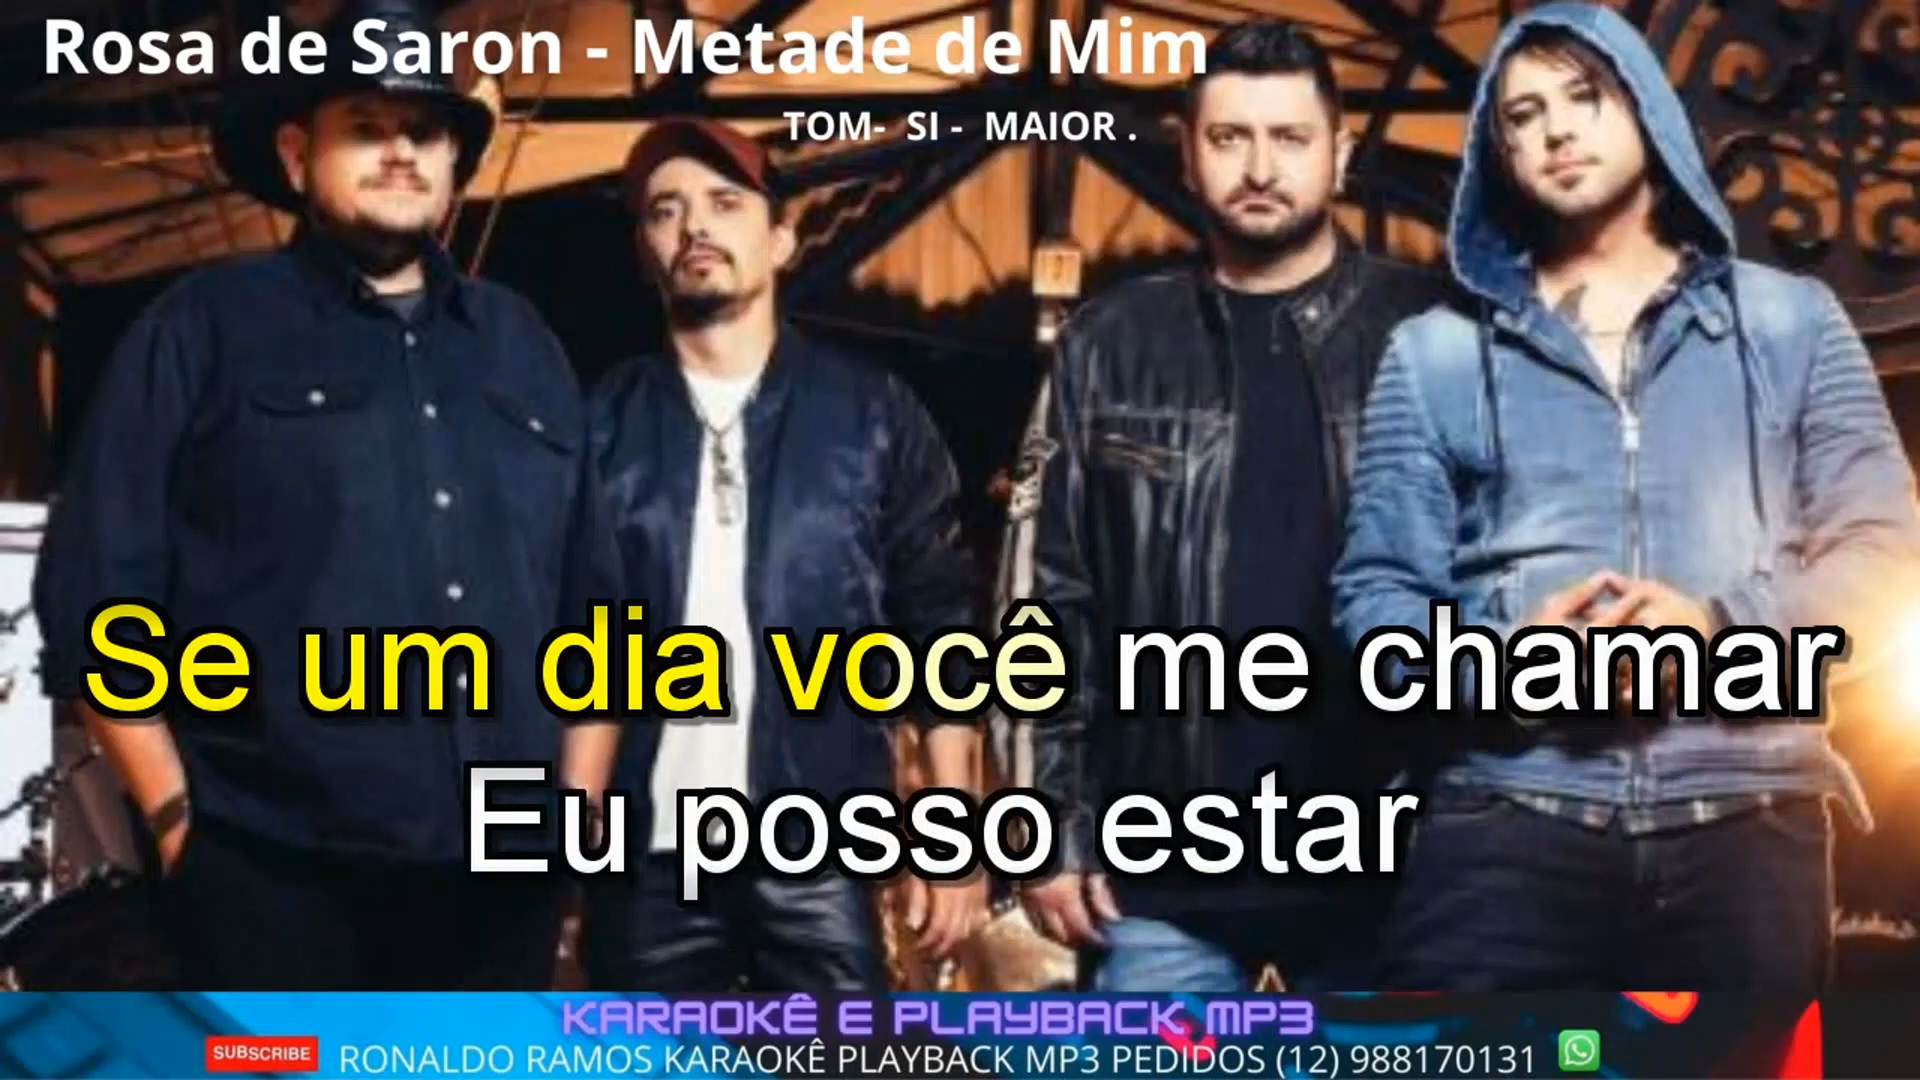 Rosa de Saron - Metade de Mim
TOM- SI - MAIOR .
Se um dia você me chamar
Eu posso estar
KARAOKÊ E PLAYBACK MP3
SUBSCRIBE RONALDO RAMOS KARAOKÊ PLAYBACK MP3 PEDIDOS (12) 988170131